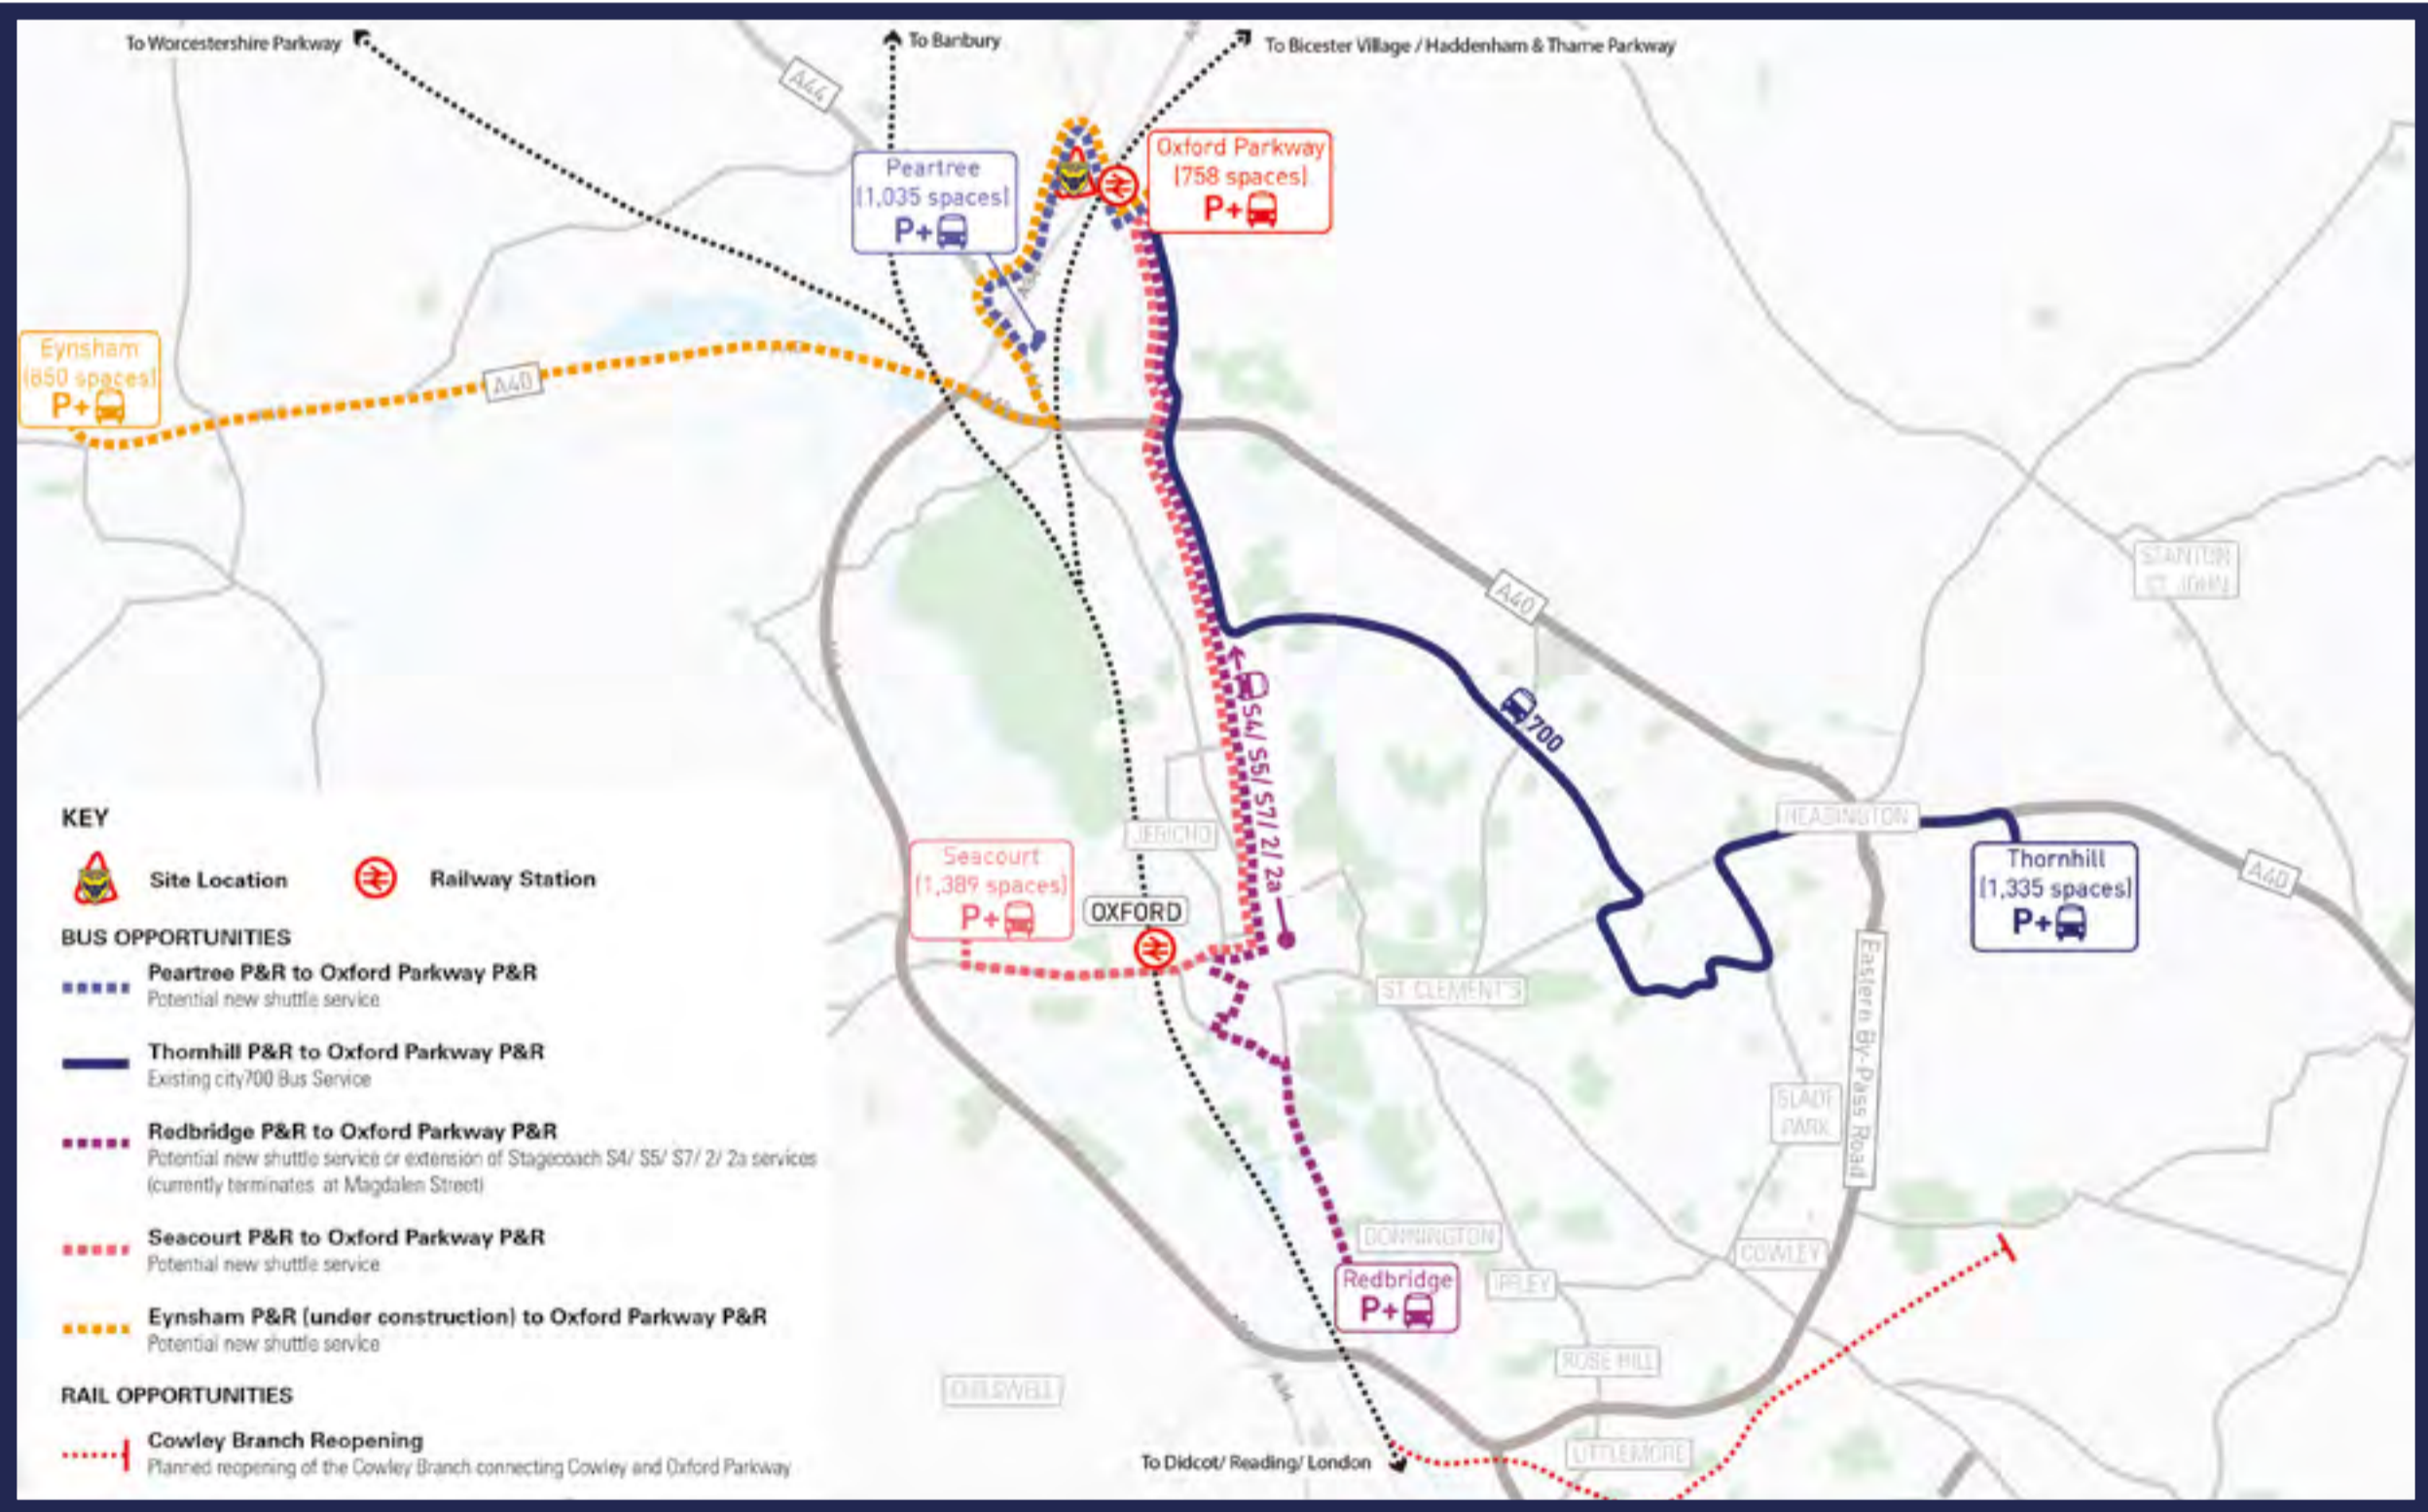 To Worcestershire Parkway
To Banbury
To Bicester Village / Haddenham & Thame Parkway
A44
Peartree
(1,035 spaces)
P+
Oxford Parkway
(758 spaces)
P+
Eynsham
(850 spaces)
P+
A40
A40
STANTON
ST. JOHN
700
S4/ S5/ S7/ 2/ 2a
JERICHO
HEADINGTON
Seacourt
(1,389 spaces)
P+
OXFORD
Thornhill
(1,335 spaces)
P+
A40
ST CLEMENT'S
Eastern By-Pass Road
SLADE
PARK
DONNINGTON
COWLEY
Redbridge
P+
IFFLEY
ROSE HILL
A34
LITTLEMORE
To Didcot/ Reading/ London
KEY
Site Location
Railway Station
BUS OPPORTUNITIES
Peartree P&R to Oxford Parkway P&R
Potential new shuttle service
Thornhill P&R to Oxford Parkway P&R
Existing city700 Bus Service
Redbridge P&R to Oxford Parkway P&R
Potential new shuttle service or extension of Stagecoach S4/ S5/ S7/ 2/ 2a services
(currently terminates at Magdalen Street)
Seacourt P&R to Oxford Parkway P&R
Potential new shuttle service
Eynsham P&R (under construction) to Oxford Parkway P&R
Potential new shuttle service
RAIL OPPORTUNITIES
Cowley Branch Reopening
Planned reopening of the Cowley Branch connecting Cowley and Oxford Parkway